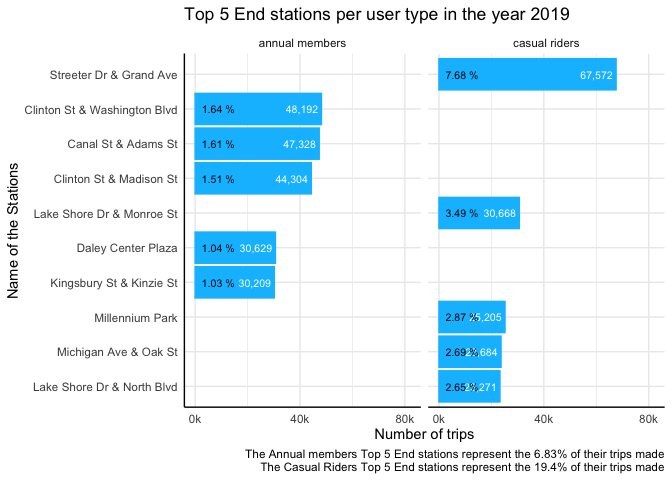 Top 5 End stations per user type in the year 2019
annual members
casual riders
Name of the Stations
Streeter Dr & Grand Ave
7.68 % 67,572
Clinton St & Washington Blvd
1.64 % 48,192
Canal St & Adams St
1.61 % 47,328
Clinton St & Madison St
1.51 % 44,304
Lake Shore Dr & Monroe St
3.49 % 30,668
Daley Center Plaza
1.04 % 30,629
Kingsbury St & Kinzie St
1.03 % 30,209
Millennium Park
2.87 %
Michigan Ave & Oak St
2.69 %
Lake Shore Dr & North Blvd
2.65 %
0k 40k 80k
0k 40k 80k
Number of trips
The Annual members Top 5 End stations represent the 6.83% of their trips made
The Casual Riders Top 5 End stations represent the 19.4% of their trips made